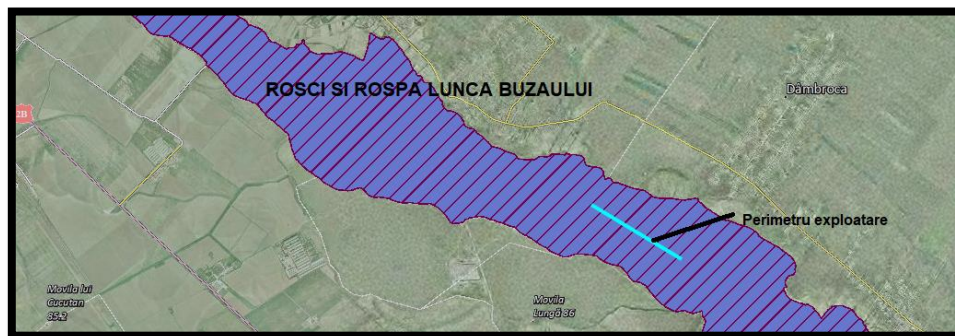 ROSCI SI ROSPA LUNCA BUZAULUI
Dâmbroca
2B
Perimetru exploatare
Movila lui
Cucutan
85.2
Movila
Lungă 86